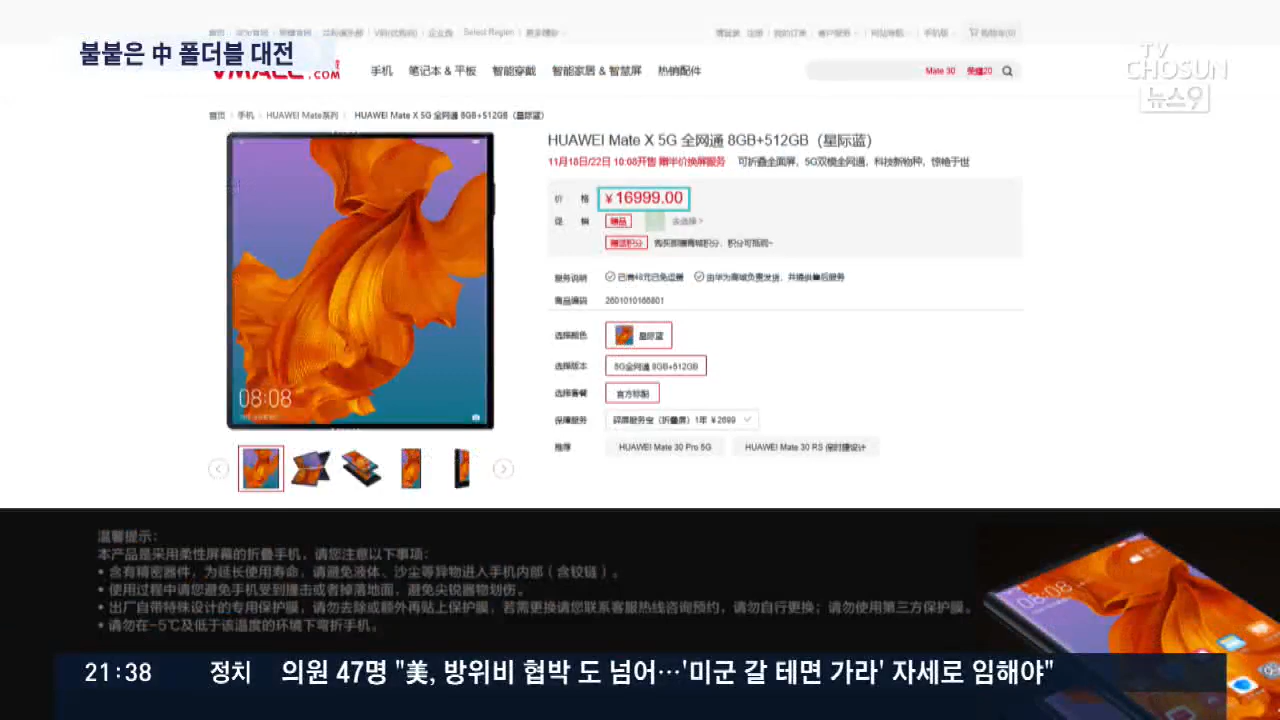 불붙은 中 폴더블 대전
TV
CHOSUN
뉴스9
Select Region
VMALL.COM
手机 笔记本 & 平板 智能穿戴 智能家居 & 智慧屏 热销配件
Mate 30 荣耀20
首页 手机 HUAWEI Mate系列 HUAWEI Mate X 5G 全网通 8GB+512GB（星际蓝）
HUAWEI Mate X 5G 全网通 8GB+512GB（星际蓝）
11月18日/22日 10:08开售 赠半价换屏服务 可折叠全面屏，5G双模全网通，科技新物种，惊艳于世
价 格 ¥ 16999.00
促 销 赠品 去选择 >
赠送积分 购买即赠商城积分，积分可抵现~
服务说明 已满48元已免运费 由华为商城负责发货，并提供售后服务
商品编码 2601010166801
选择颜色 星际蓝
选择版本 5G全网通 8GB+512GB
选择套餐 官方标配
保障服务 碎屏服务宝（折叠屏）1年 ¥ 2699
推荐 HUAWEI Mate 30 Pro 5G HUAWEI Mate 30 RS 保时捷设计
08:08
温馨提示：
本产品是采用柔性屏幕的折叠手机，请您注意以下事项：
• 含有精密器件，为延长使用寿命，请避免液体、沙尘等异物进入手机内部（含铰链）。
• 使用过程中请您避免手机受到撞击或者掉落地面，避免尖锐器物划伤。
• 出厂自带特殊设计的专用保护膜，请勿去除或额外再贴上保护膜，若需更换请您联系客服热线咨询预约，请勿自行更换；请勿使用第三方保护膜。
• 请勿在-5℃及低于该温度的环境下弯折手机。
08:08
21:38 정치 의원 47명 "美, 방위비 협박 도 넘어…'미군 갈 테면 가라' 자세로 임해야"